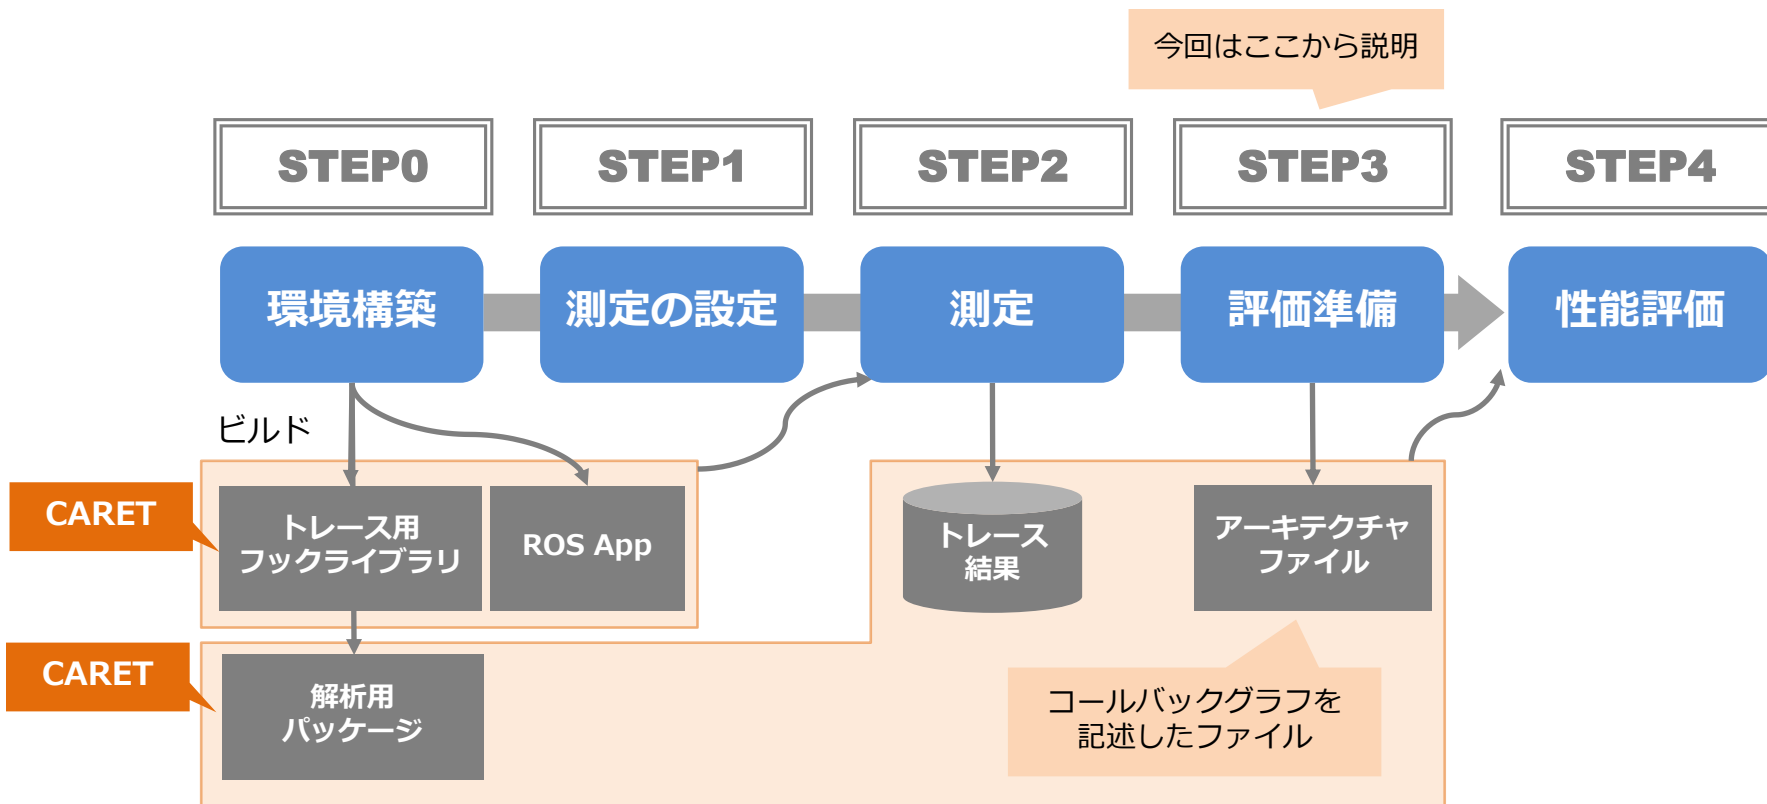 今回はここから説明
STEP0
STEP1
STEP2
STEP3
STEP4
環境構築
測定の設定
測定
評価準備
性能評価
ビルド
CARET
トレース用
フックライブラリ
ROS App
トレース
結果
アーキテクチャ
ファイル
CARET
解析用
パッケージ
コールバックグラフを
記述したファイル